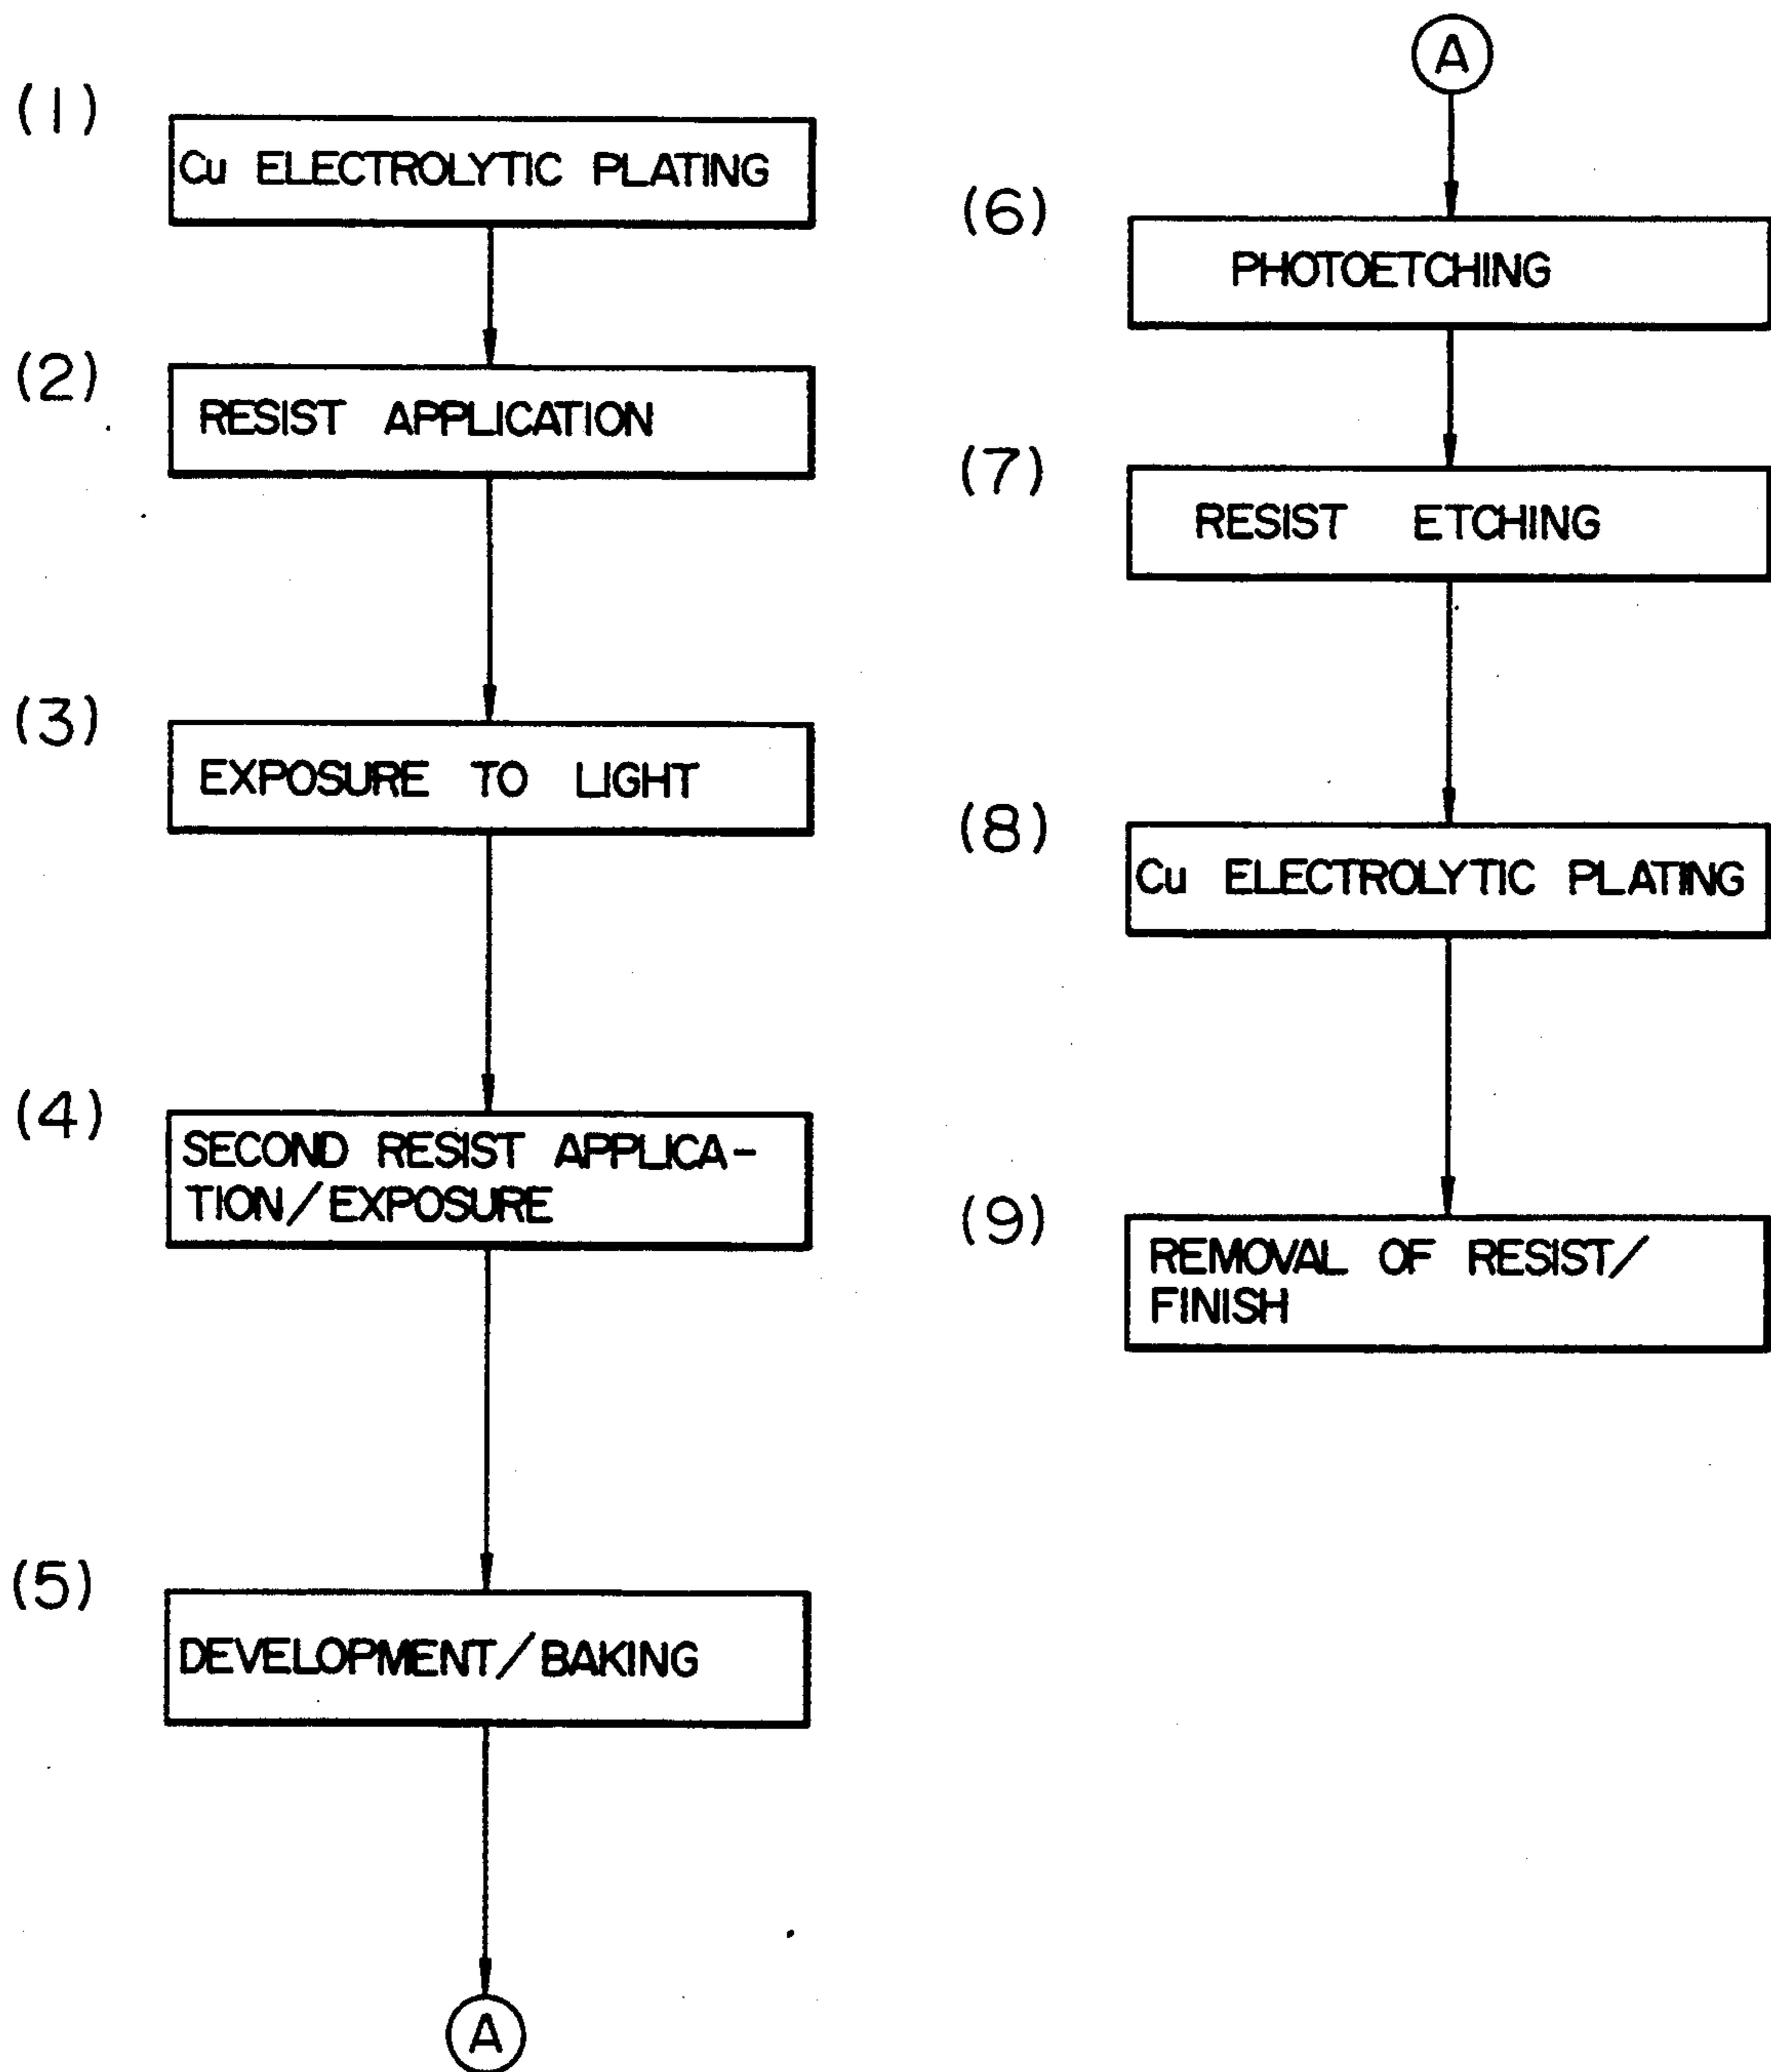 (1)
Cu ELECTROLYTIC PLATING
(2)
RESIST APPLICATION
(3)
EXPOSURE TO LIGHT
(4)
SECOND RESIST APPLICA-
TION/EXPOSURE
(5)
DEVELOPMENT/BAKING
A
A
(6)
PHOTOETCHING
(7)
RESIST ETCHING
(8)
Cu ELECTROLYTIC PLATING
(9)
REMOVAL OF RESIST/
FINISH